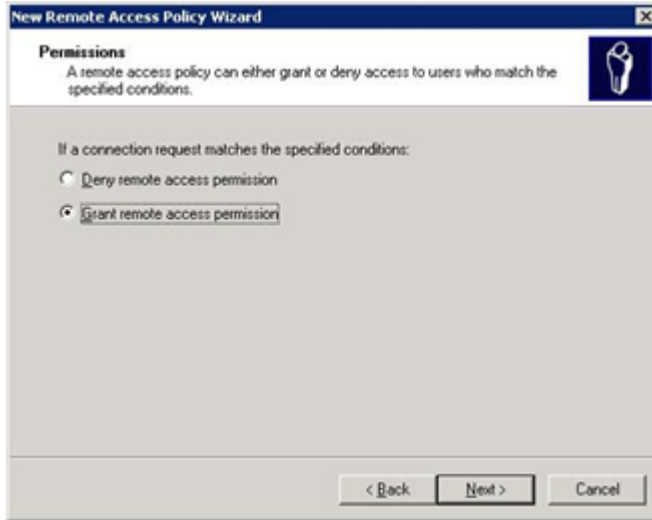 New Remote Access Policy Wizard
Permissions
A remote access policy can either grant or deny access to users who match the
specified conditions.
If a connection request matches the specified conditions:
Deny remote access permission
Grant remote access permission
< Back
Next >
Cancel